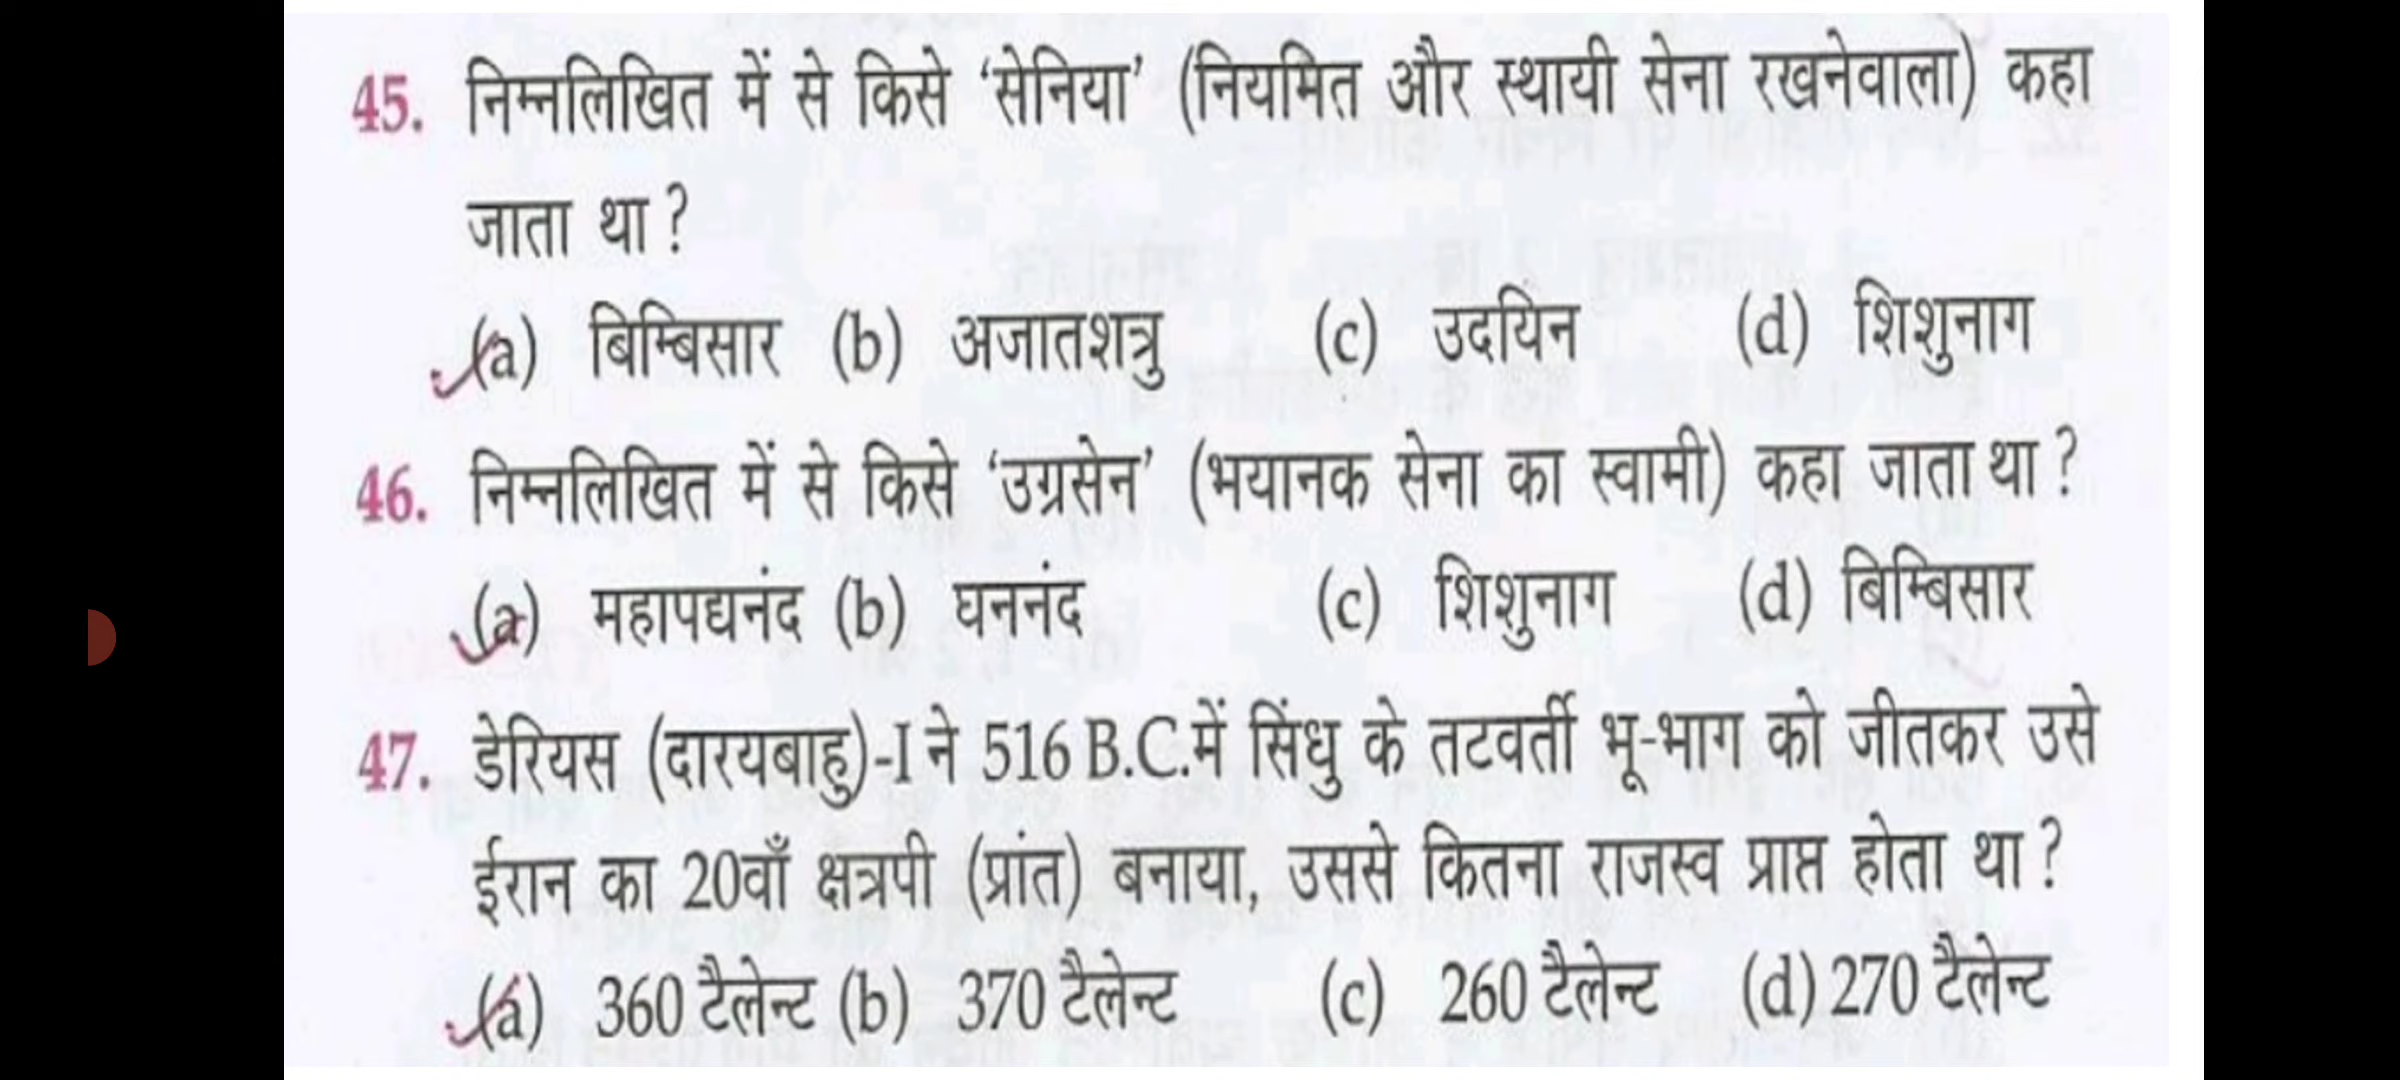 45. निम्नलिखित में से किसे ‘सेनिया’ (नियमित और स्थायी सेना रखनेवाला) कहा
जाता था ?
(a) बिम्बिसार (b) अजातशत्रु (c) उदयिन (d) शिशुनाग
46. निम्नलिखित में से किसे ‘उग्रसेन’ (भयानक सेना का स्वामी) कहा जाता था ?
(a) महापद्यनंद (b) घननंद (c) शिशुनाग (d) बिम्बिसार
47. डेरियस (दारयबाहु)-I ने 516 B.C.में सिंधु के तटवर्ती भू-भाग को जीतकर उसे
ईरान का 20वाँ क्षत्रपी (प्रांत) बनाया, उससे कितना राजस्व प्राप्त होता था ?
(a) 360 टैलेन्ट (b) 370 टैलेन्ट (c) 260 टैलेन्ट (d) 270 टैलेन्ट